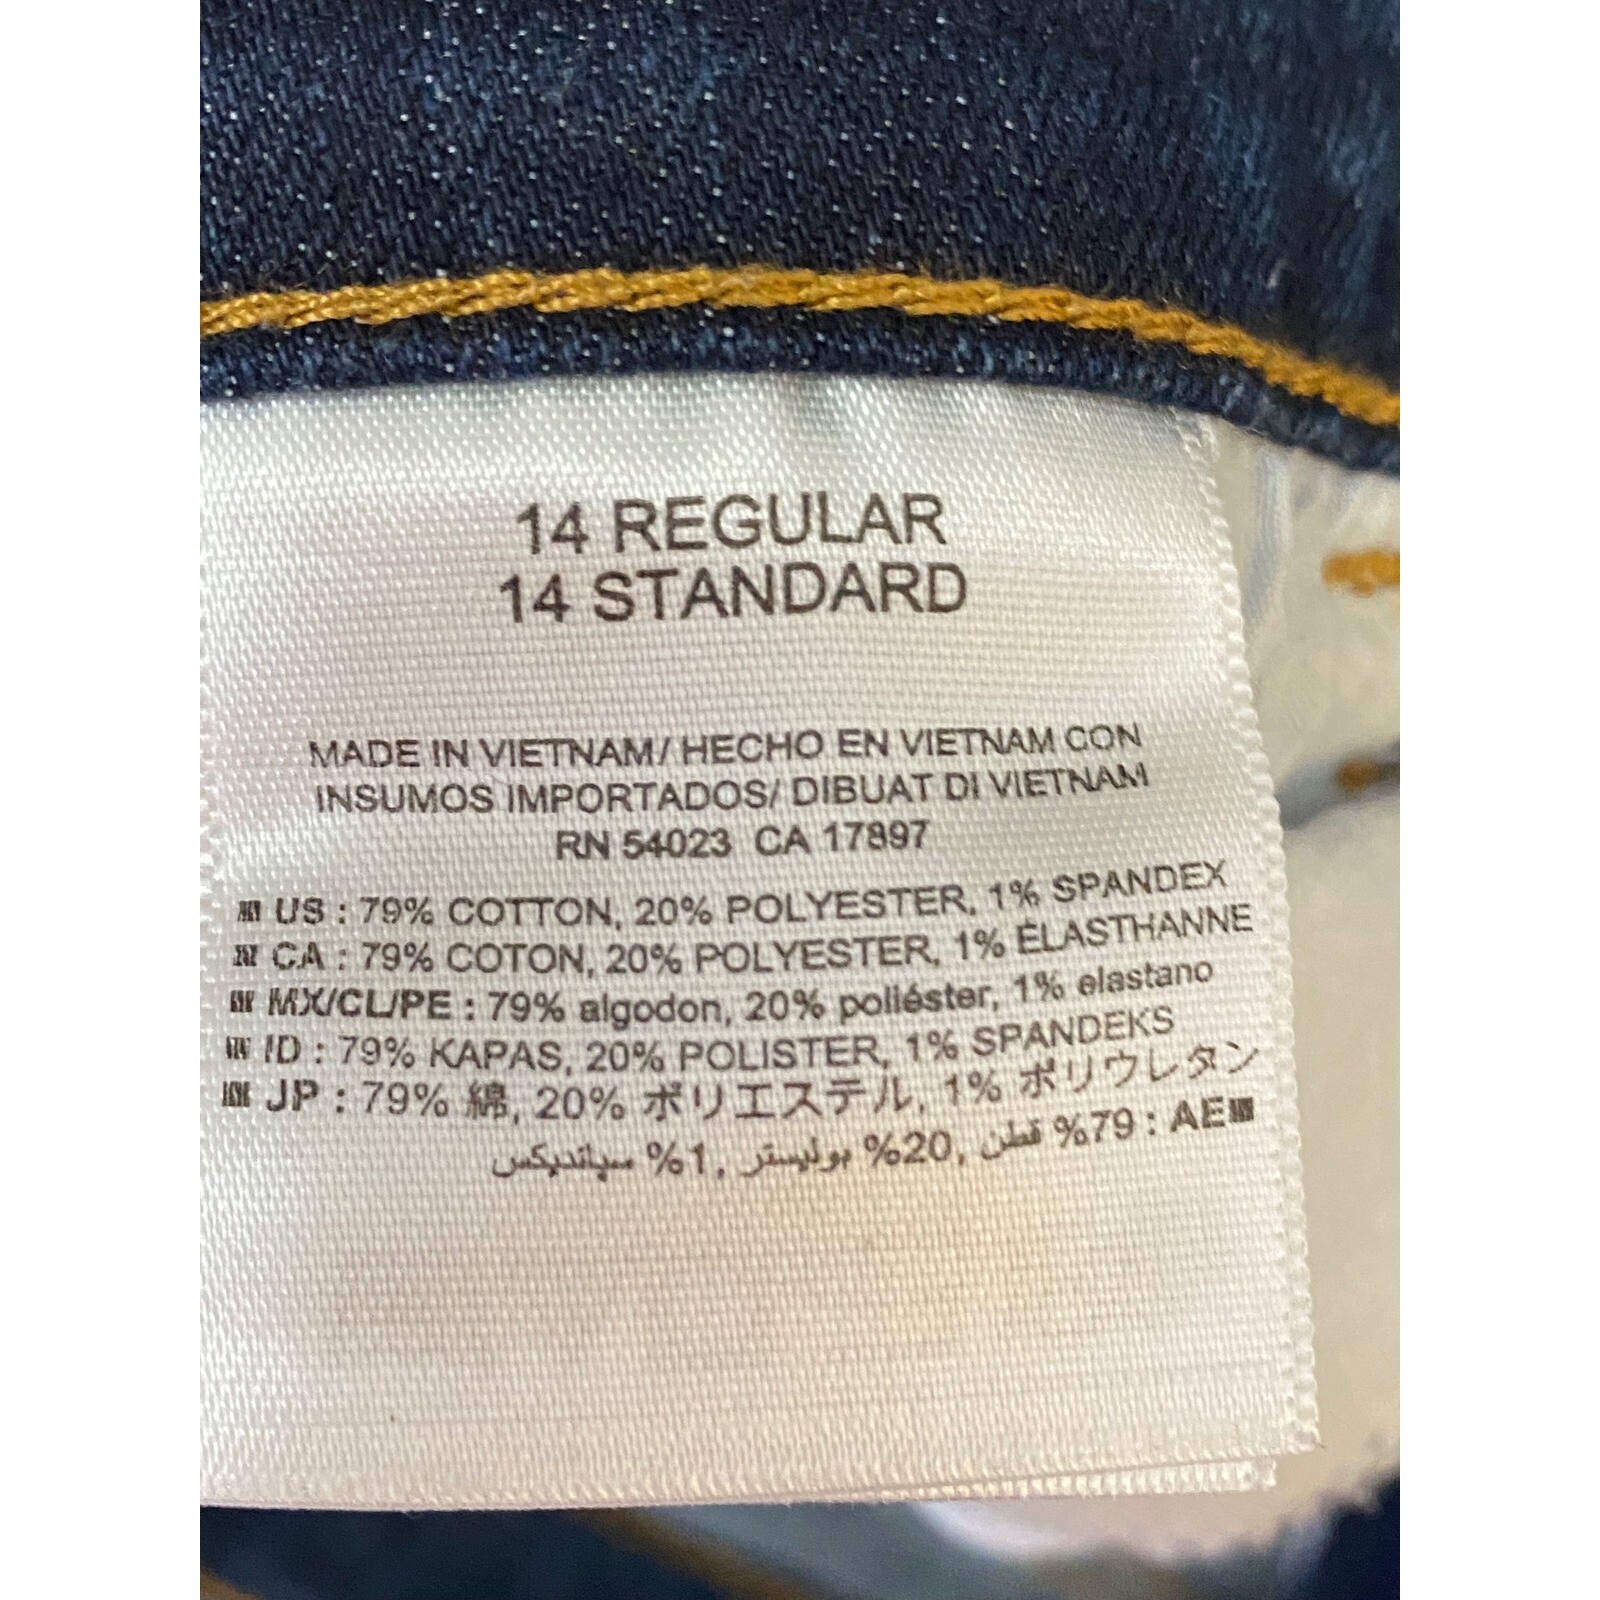 14 REGULAR
14 STANDARD
MADE IN VIETNAM/ HECHO EN VIETNAM CON
INSUMOS IMPORTADOS/ DIBUAT DI VIETNAM
RN 54023 CA 17897
US : 79% COTTON, 20% POLYESTER, 1% SPANDEX
CA : 79% COTON, 20% POLYESTER, 1% ÉLASTHANNE
MX/CL/PE : 79% algodon, 20% poliéster, 1% elastano
ID : 79% KAPAS, 20% POLISTER, 1% SPANDEKS
JP : 79% 綿, 20% ポリエステル, 1% ポリウレタン
AE : 79% قطن, 20% بوليستر, 1% سباندیکس